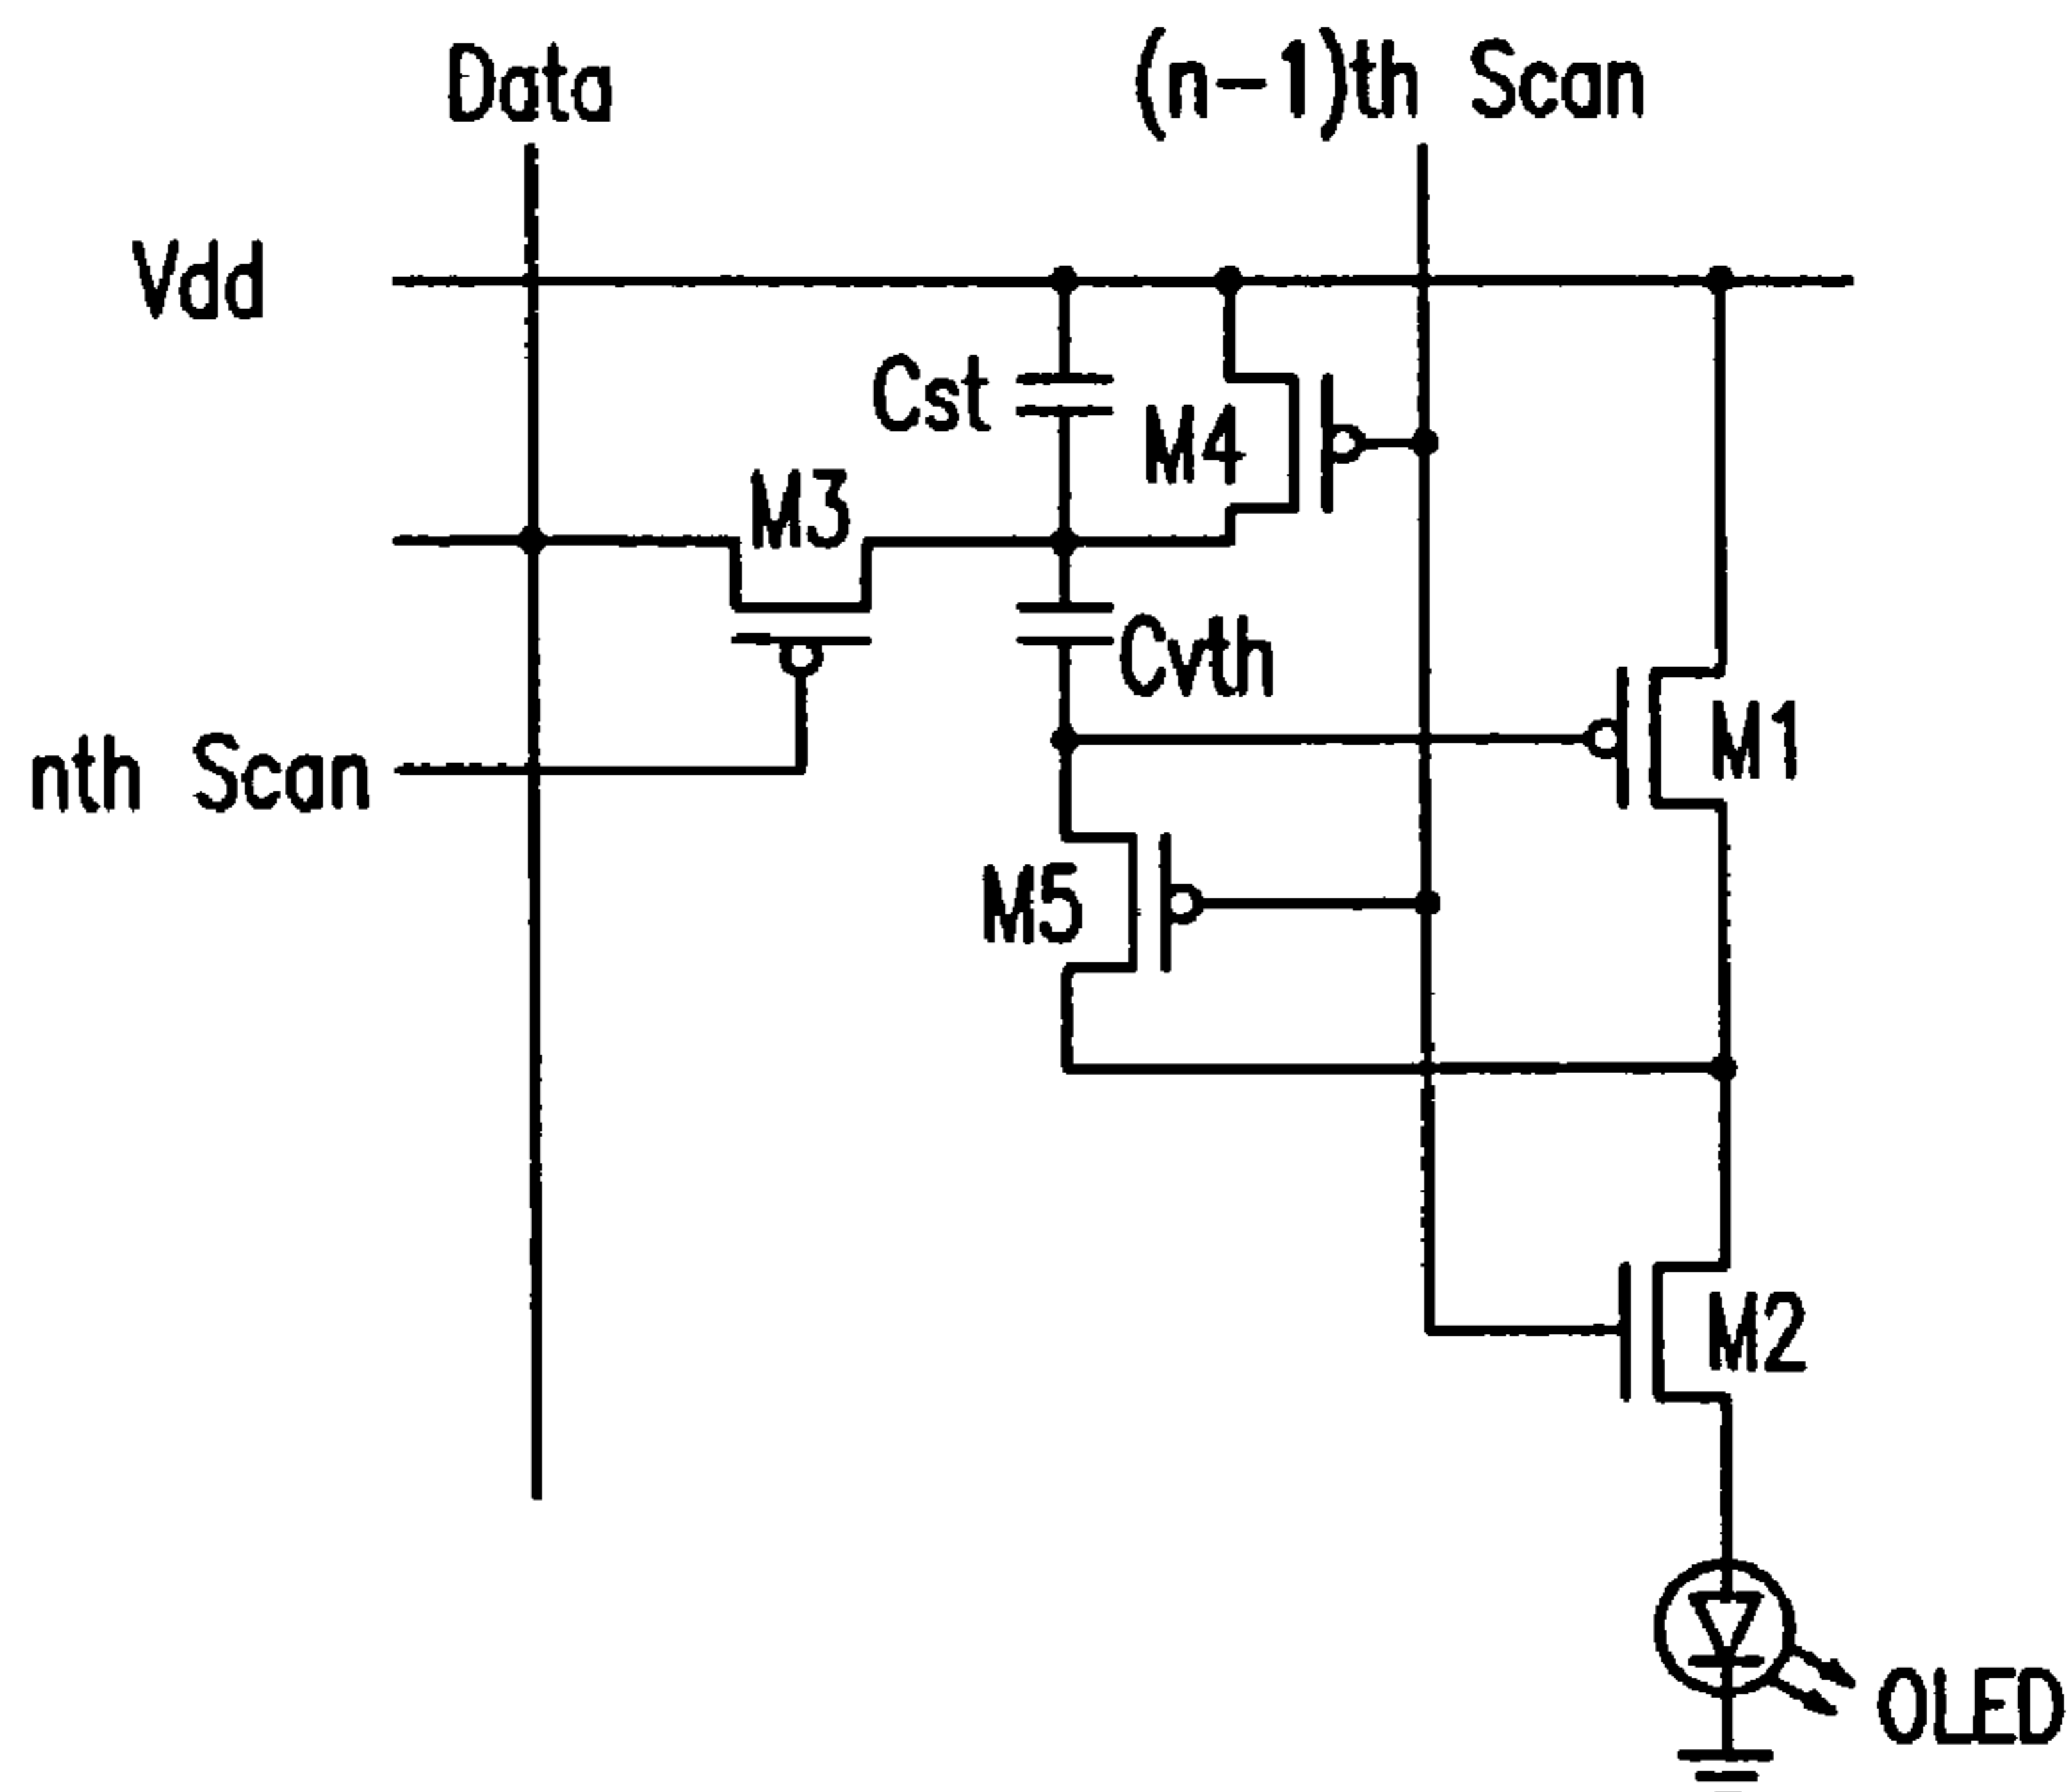 Data
(n-1)th Scan
Vdd
Cst
M4
M3
Cvth
M1
nth Scan
M5
M2
OLED